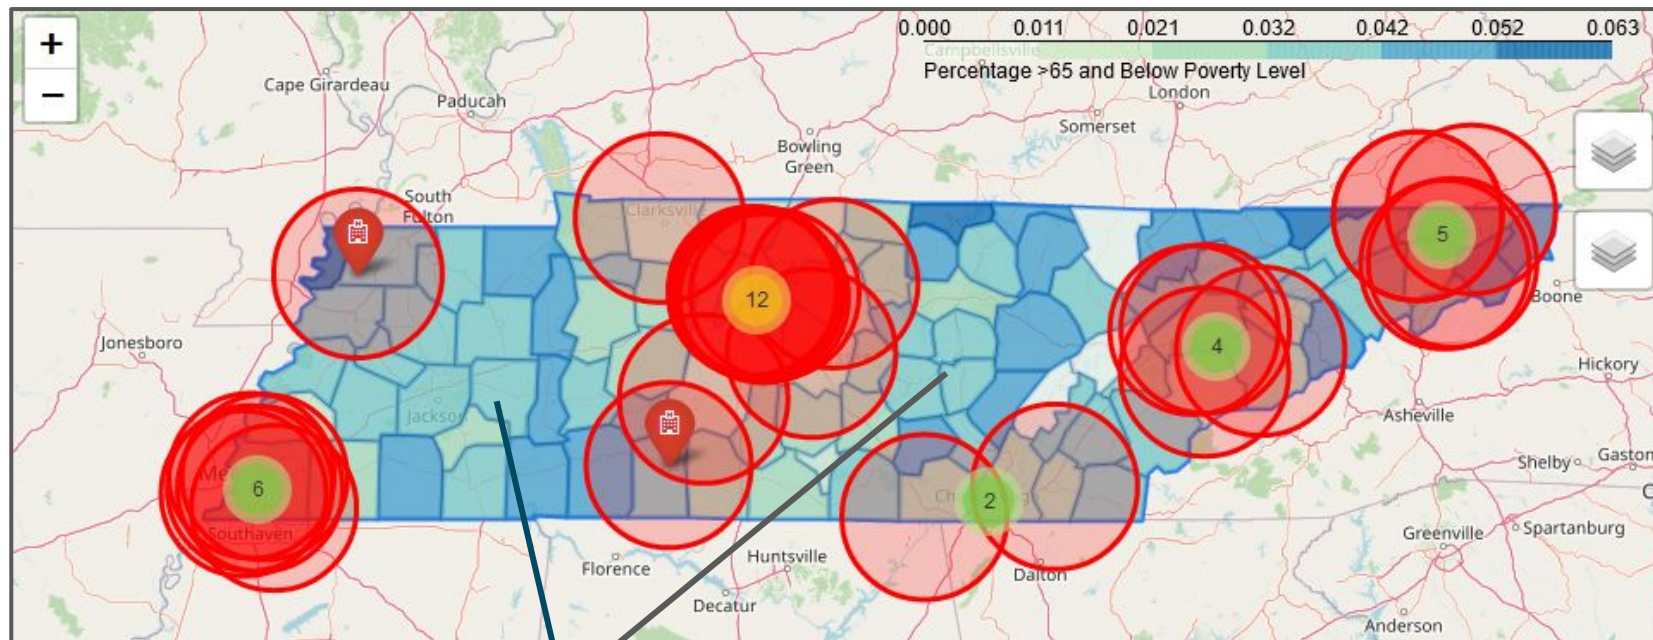 +
−
0.000 0.011 0.021 0.032 0.042 0.052 0.063
Campbellsville
Percentage >65 and Below Poverty Level
Cape Girardeau
Paducah
London
Somerset
Bowling
Green
South
Fulton
Clarksville
5
12
Boone
Jonesboro
4
Hickory
Jackson
Asheville
H
H
6
2
Shelby
Gaston
Southaven
Greenville
Spartanburg
Huntsville
Florence
Dalton
Decatur
Anderson